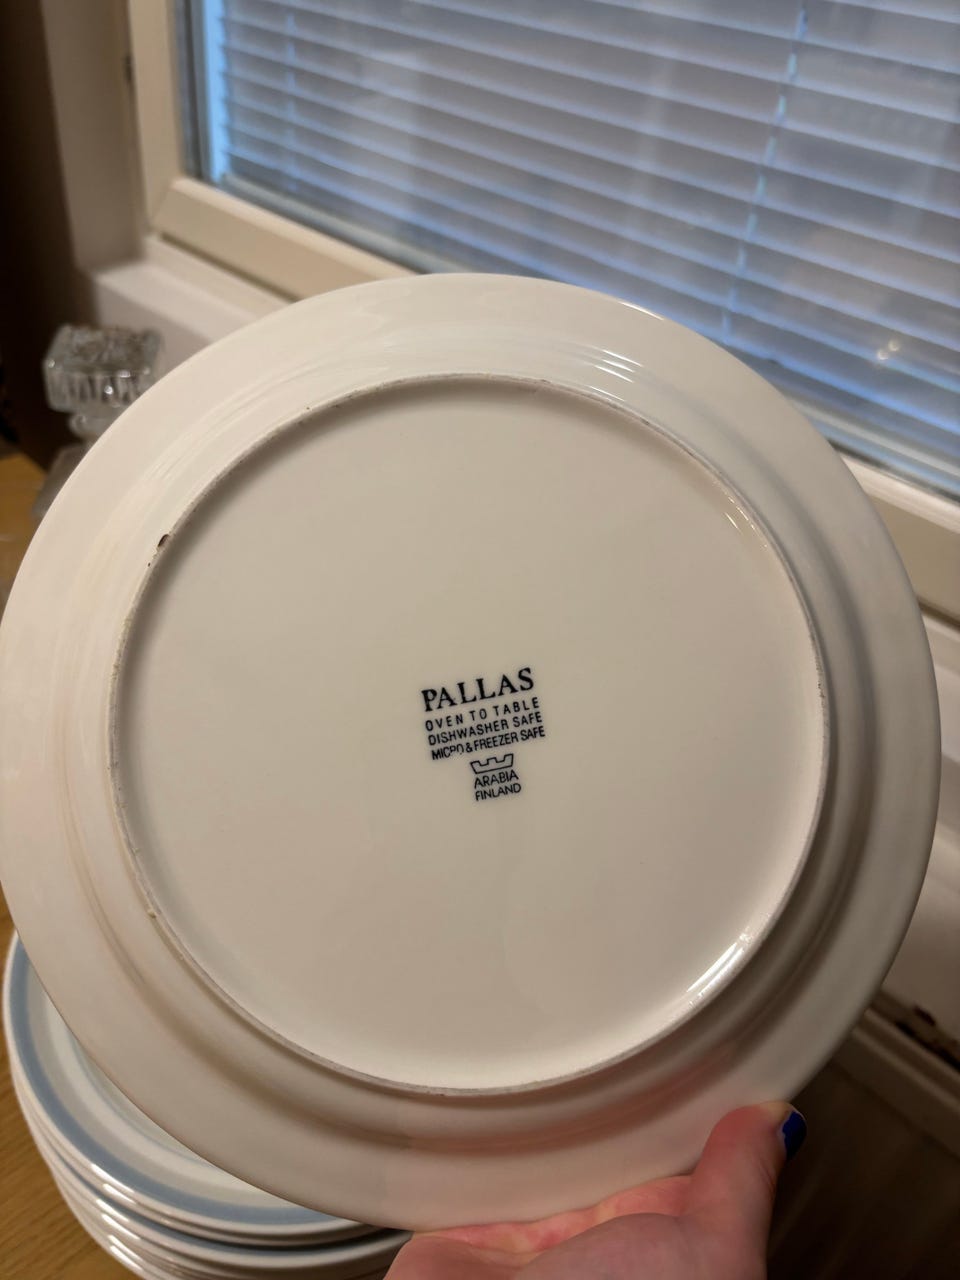 PALLAS
OVEN TO TABLE
DISHWASHER SAFE
MICRO & FREEZER SAFE
ARABIA
FINLAND